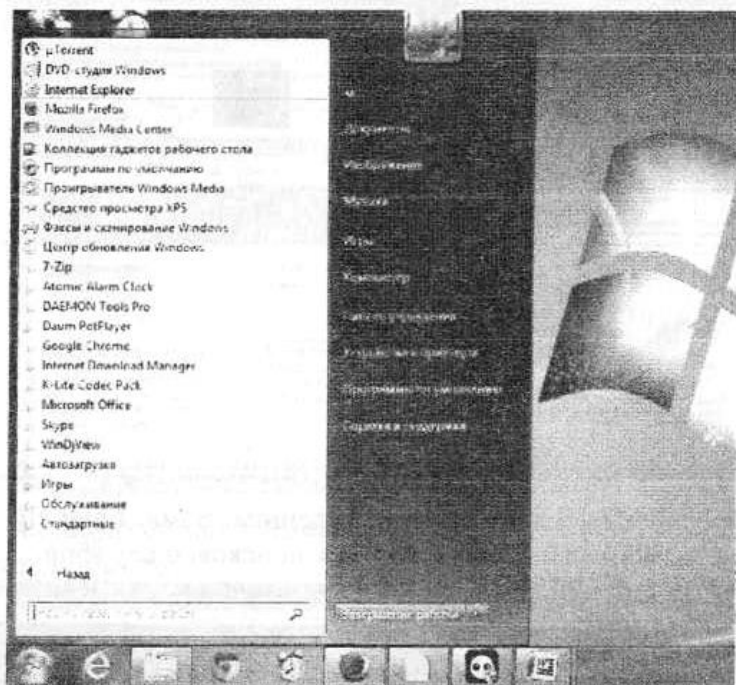 µTorrent
DVD-студия Windows
Internet Explorer
Mozilla Firefox
Windows Media Center
Коллекция гаджетов рабочего стола
Программы по умолчанию
Проигрыватель Windows Media
Средство просмотра XPS
Факсы и сканирование Windows
Центр обновления Windows
7-Zip
Atomic Alarm Clock
DAEMON Tools Pro
Daum PotPlayer
Google Chrome
Internet Download Manager
K-Lite Codec Pack
Microsoft Office
Skype
WinDjView
Автозагрузка
Игры
Обслуживание
Стандартные
Назад
Документы
Изображения
Музыка
Игры
Компьютер
Панель управления
Устройства и принтеры
Программы по умолчанию
Справка и поддержка
Завершение работы